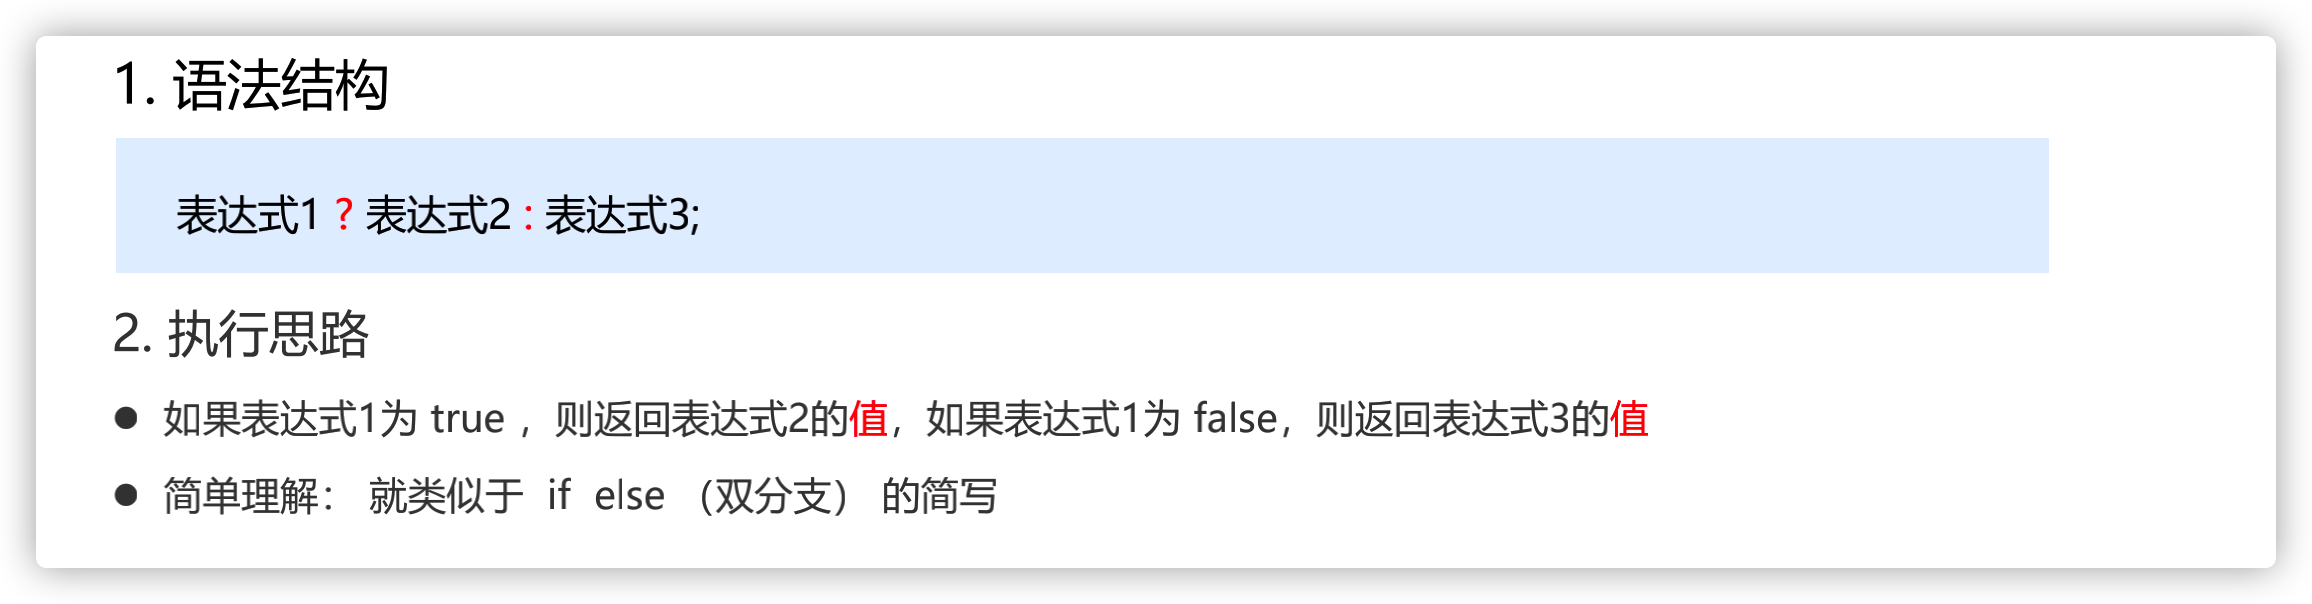 1. 语法结构
表达式1 ? 表达式2 : 表达式3;
2. 执行思路
● 如果表达式1为 true ，则返回表达式2的值，如果表达式1为 false，则返回表达式3的值
● 简单理解： 就类似于 if else （双分支） 的简写